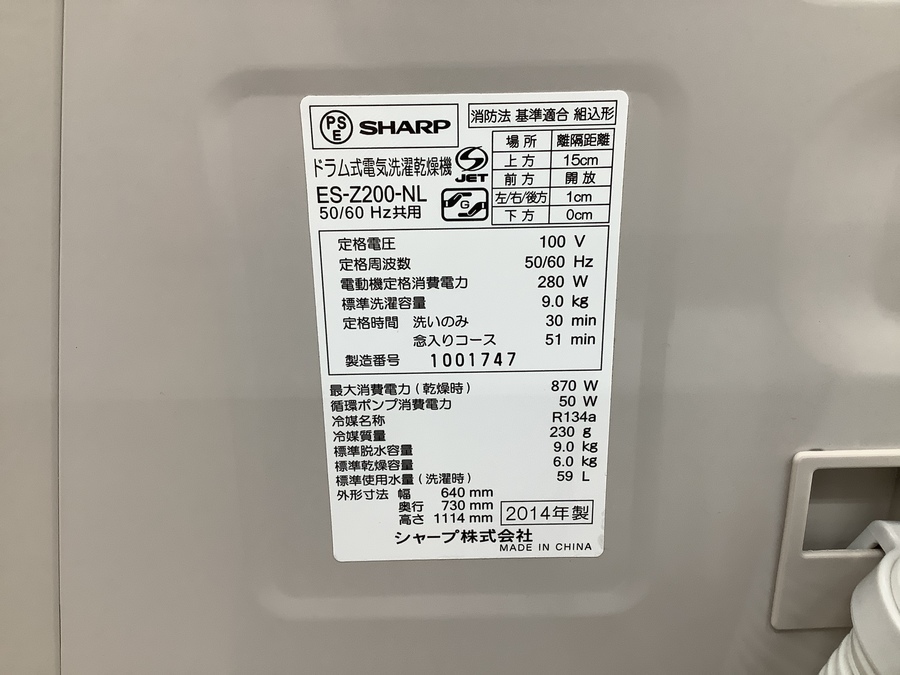 PS E SHARP
消防法 基準適合 組込形
場所 離隔距離
上方 15cm
前方 開放
左/右/後方 1cm
下方 0cm
ドラム式電気洗濯乾燥機
S JET
ES-Z200-NL
G
50/60 Hz共用
定格電圧 100 V
定格周波数 50/60 Hz
電動機定格消費電力 280 W
標準洗濯容量 9.0 kg
定格時間 洗いのみ 30 min
念入りコース 51 min
製造番号 1001747
最大消費電力(乾燥時) 870 W
循環ポンプ消費電力 50 W
冷媒名称 R134a
冷媒質量 230 g
標準脱水容量 9.0 kg
標準乾燥容量 6.0 kg
標準使用水量(洗濯時) 59 L
外形寸法 幅 640 mm
奥行 730 mm
高さ 1114 mm
2014年製
シャープ株式会社
MADE IN CHINA